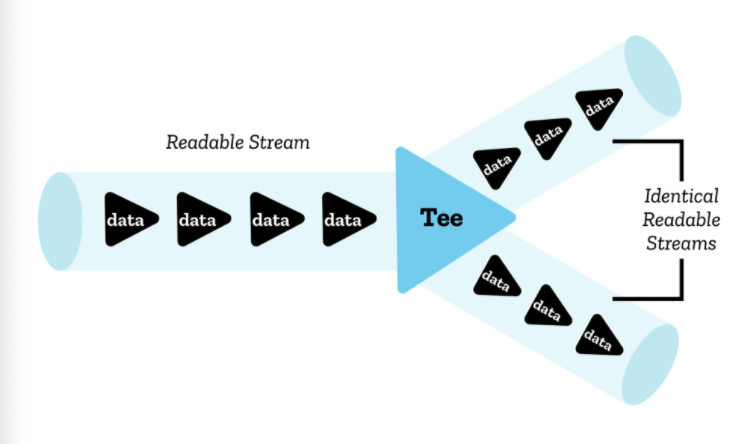 Readable Stream
data
data
data
data
Tee
data
data
data
data
data
data
Identical
Readable
Streams